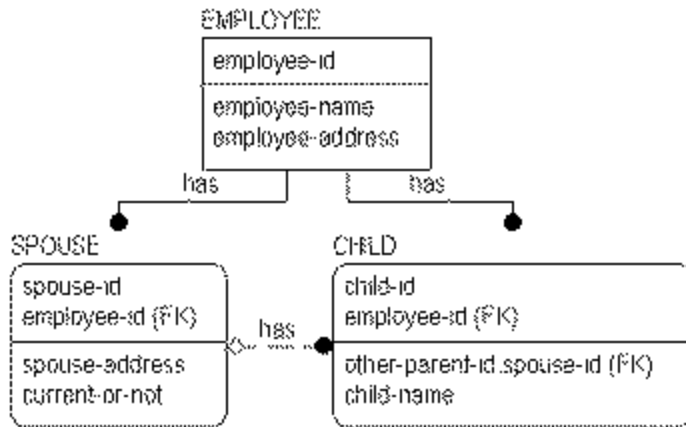 EMPLOYEE
employee-id
employee-name
employee-address
has
has
SPOUSE
spouse-id
employee-id (FK)
spouse-address
current-or-not
has
CHILD
child-id
employee-id (FK)
other-parent-id.spouse-id (FK)
child-name